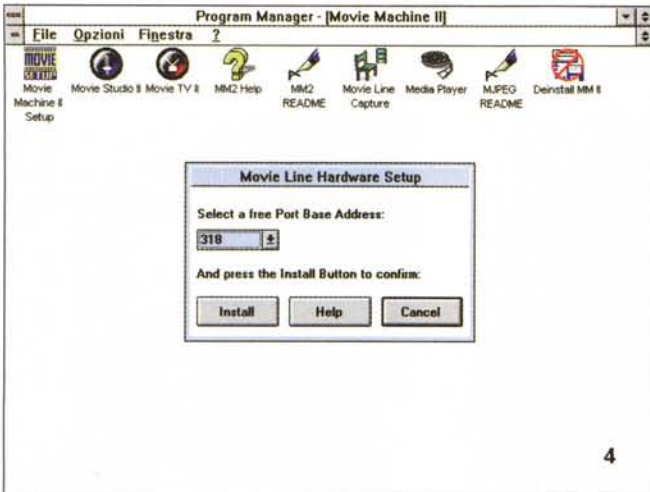 Program Manager - [Movie Machine II]
File Opzioni Finestra ?
MOVIE
SETUP
Movie Machine II Setup
Movie Studio II
Movie TV II
MM2 Help
MM2 README
Movie Line Capture
Media Player
MJPEG README
Deinstall MM II
Movie Line Hardware Setup
Select a free Port Base Address:
318
And press the Install Button to confirm:
Install Help Cancel
4